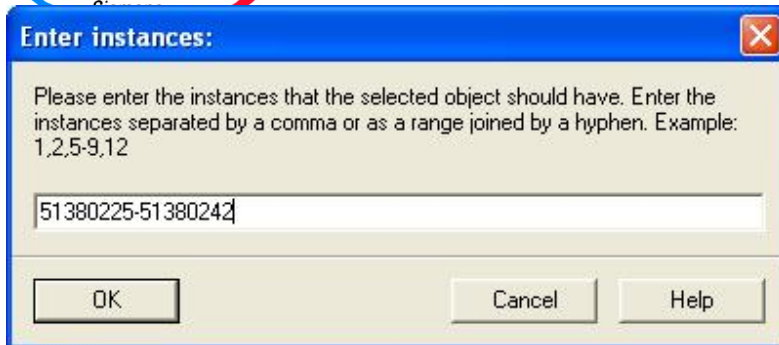 Enter instances:
Please enter the instances that the selected object should have. Enter the
instances separated by a comma or as a range joined by a hyphen. Example:
1,2,5-9,12
51380225-51380242
OK Cancel Help